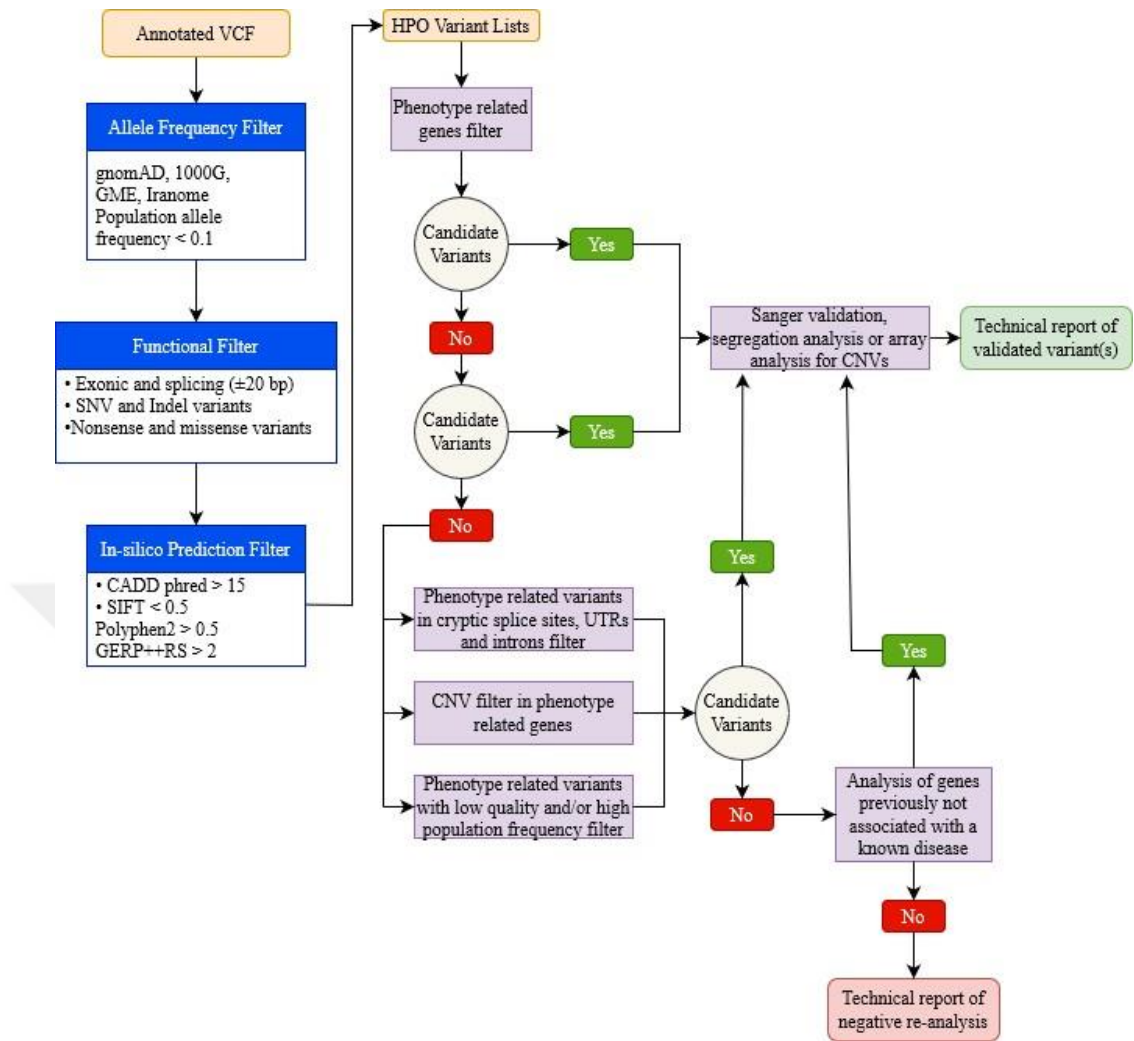 Annotated VCF
Allele Frequency Filter
gnomAD, 1000G,
GME, Iranome
Population allele
frequency < 0.1
Functional Filter
• Exonic and splicing (±20 bp)
• SNV and Indel variants
•Nonsense and missense variants
In-silico Prediction Filter
• CADD phred > 15
• SIFT < 0.5
Polyphen2 > 0.5
GERP++RS > 2
HPO Variant Lists
Phenotype related
genes filter
Candidate
Variants
Yes
No
Candidate
Variants
Yes
No
Sanger validation,
segregation analysis or array
analysis for CNVs
Technical report of
validated variant(s)
Phenotype related variants
in cryptic splice sites, UTRs
and introns filter
CNV filter in phenotype
related genes
Phenotype related variants
with low quality and/or high
population frequency filter
Yes
Candidate
Variants
No
Yes
Analysis of genes
previously not
associated with a
known disease
No
Technical report of
negative re-analysis